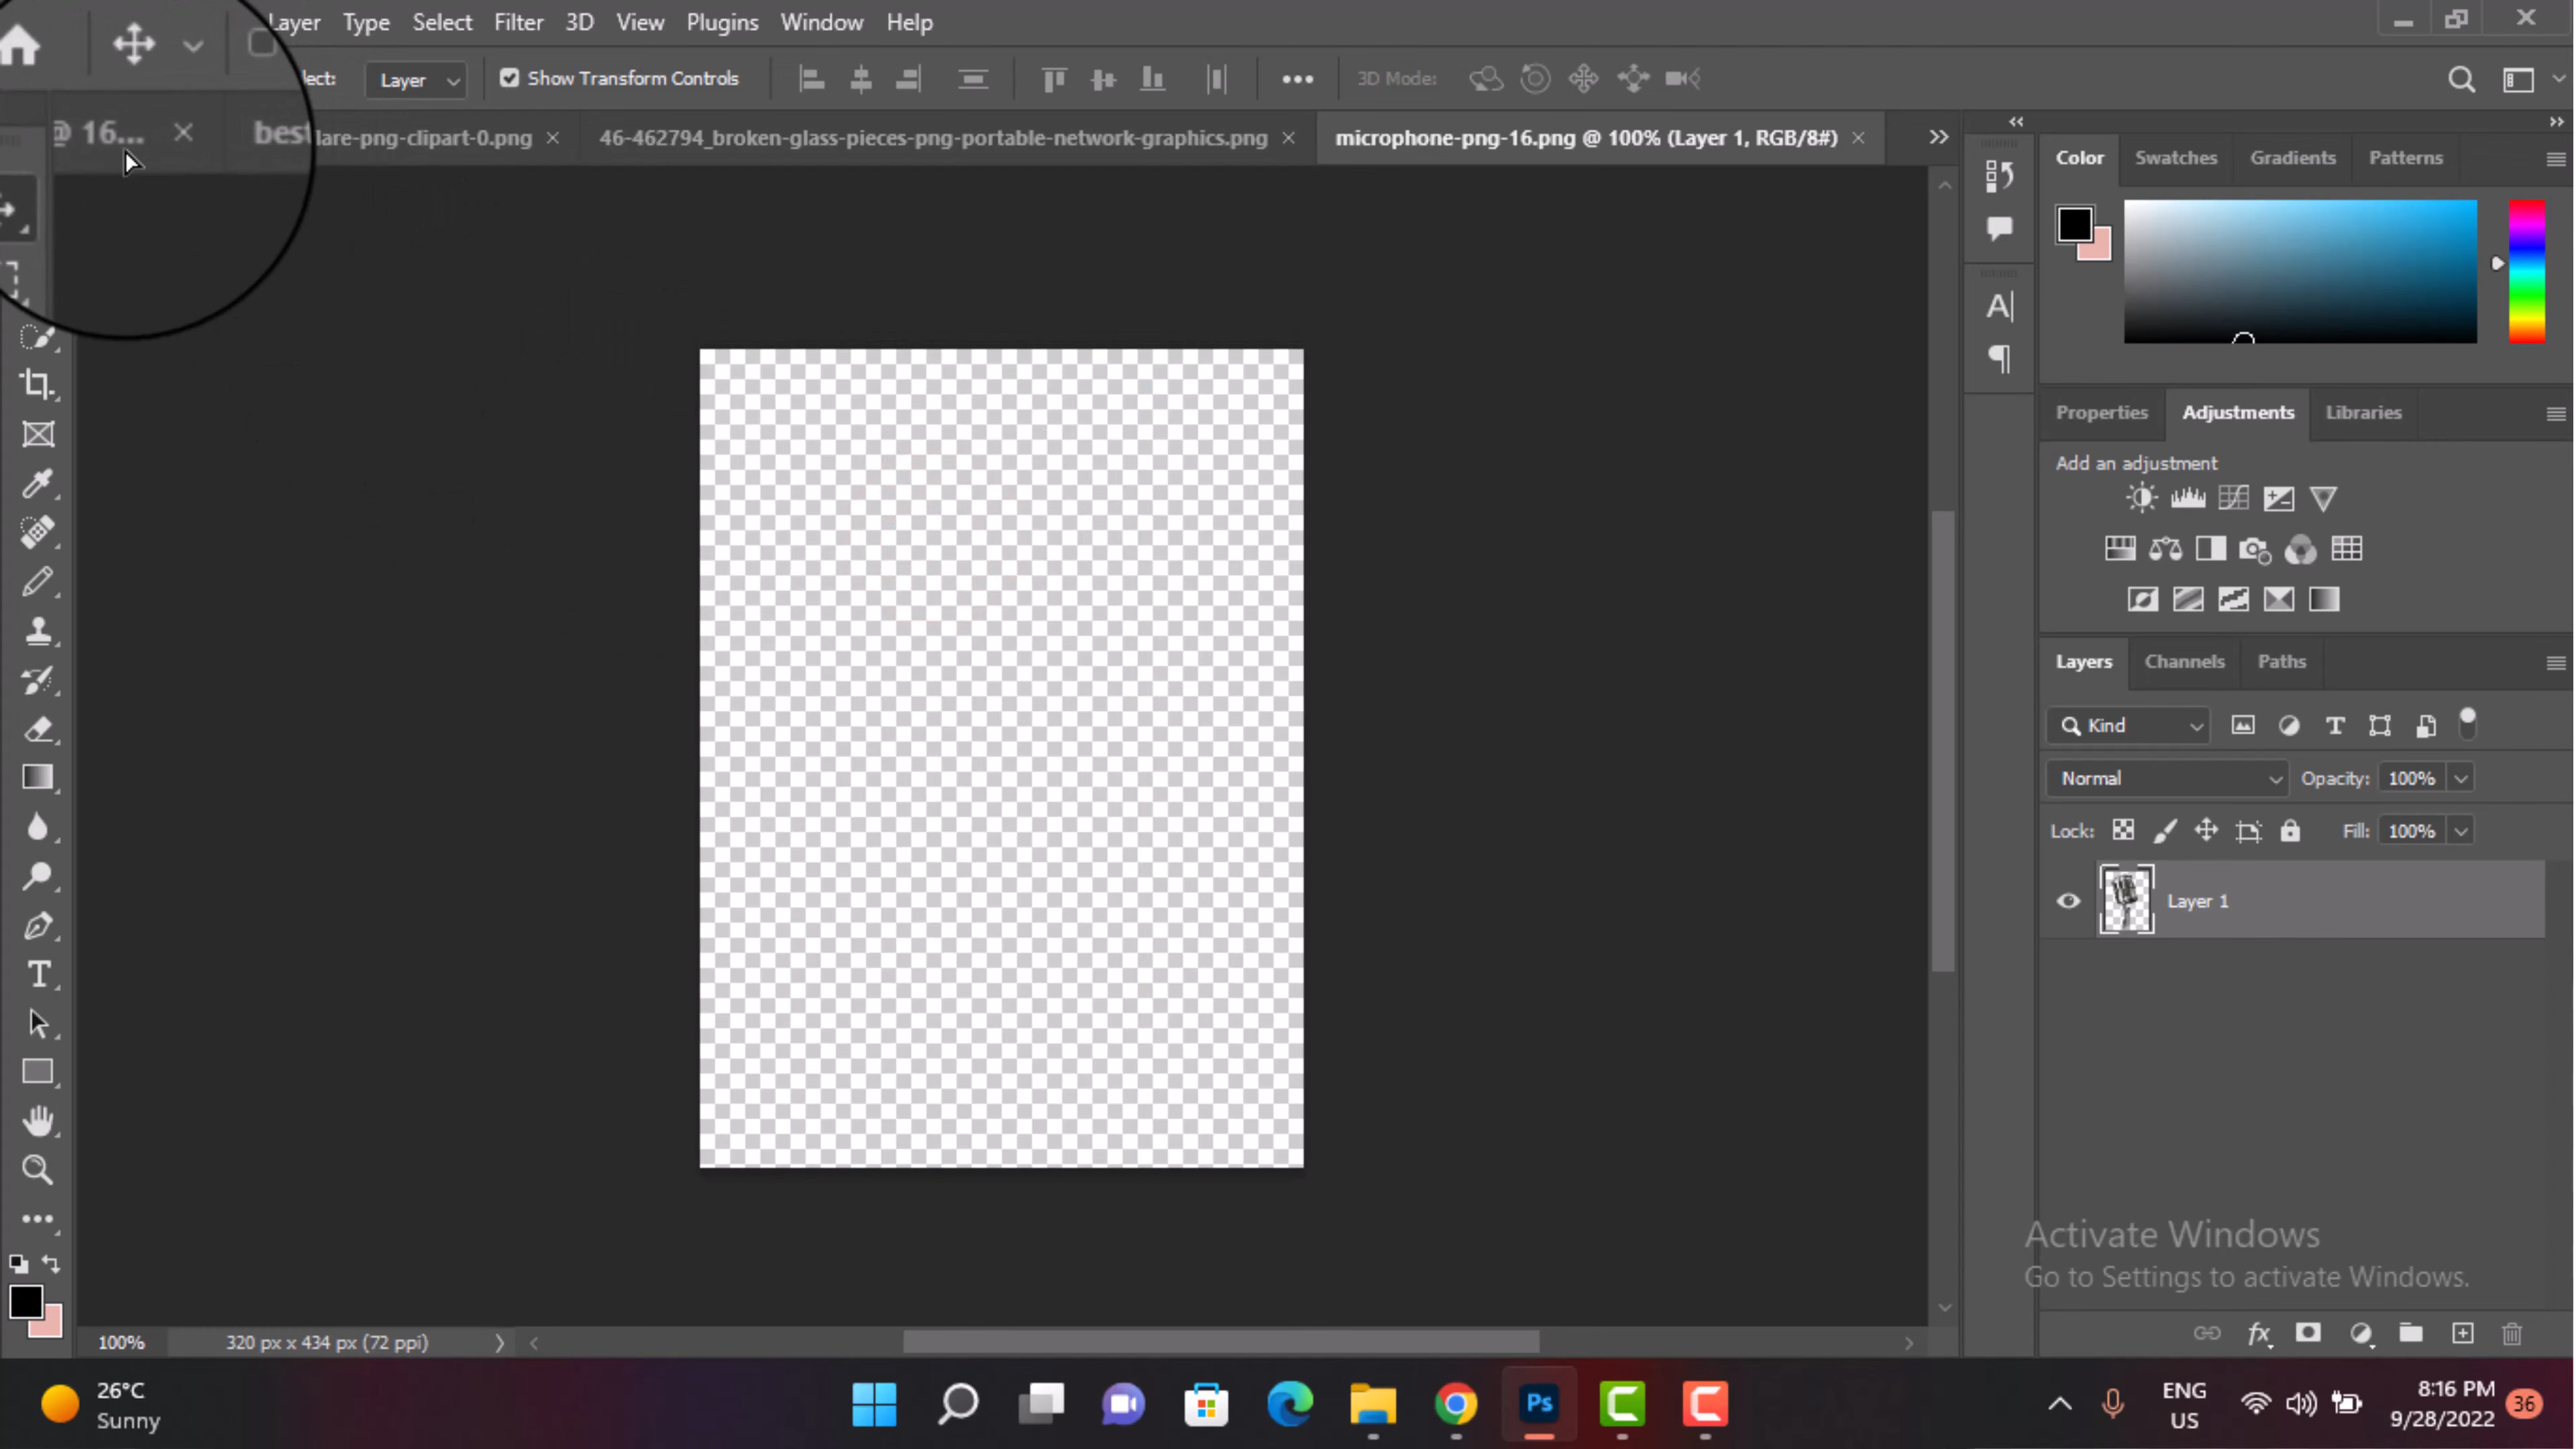 Layer Type Select Filter 3D View Plugins Window Help
lect: Layer Show Transform Controls 3D Mode:
@ 16... best lare-png-clipart-0.png 46-462794_broken-glass-pieces-png-portable-network-graphics.png microphone-png-16.png @ 100% (Layer 1, RGB/8#)
Color Swatches Gradients Patterns
Properties Adjustments Libraries
Add an adjustment
Layers Channels Paths
Kind
Normal Opacity: 100%
Lock: Fill: 100%
Layer 1
Activate Windows
Go to Settings to activate Windows.
100% 320 px x 434 px (72 ppi)
26°C
Sunny
Ps
ENG
US
8:16 PM
9/28/2022
36